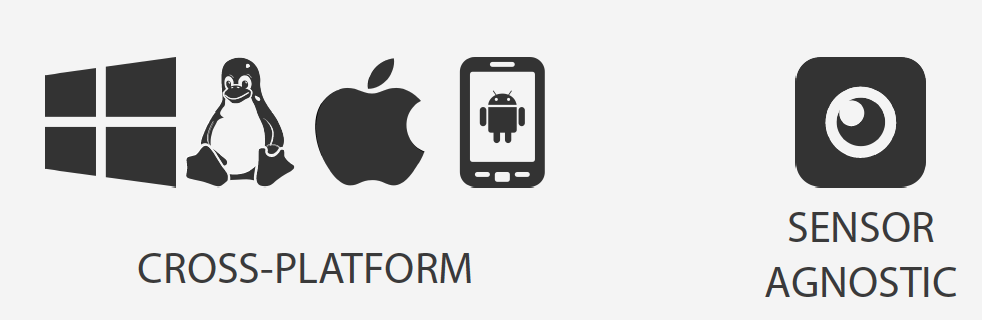 CROSS-PLATFORM
SENSOR
AGNOSTIC